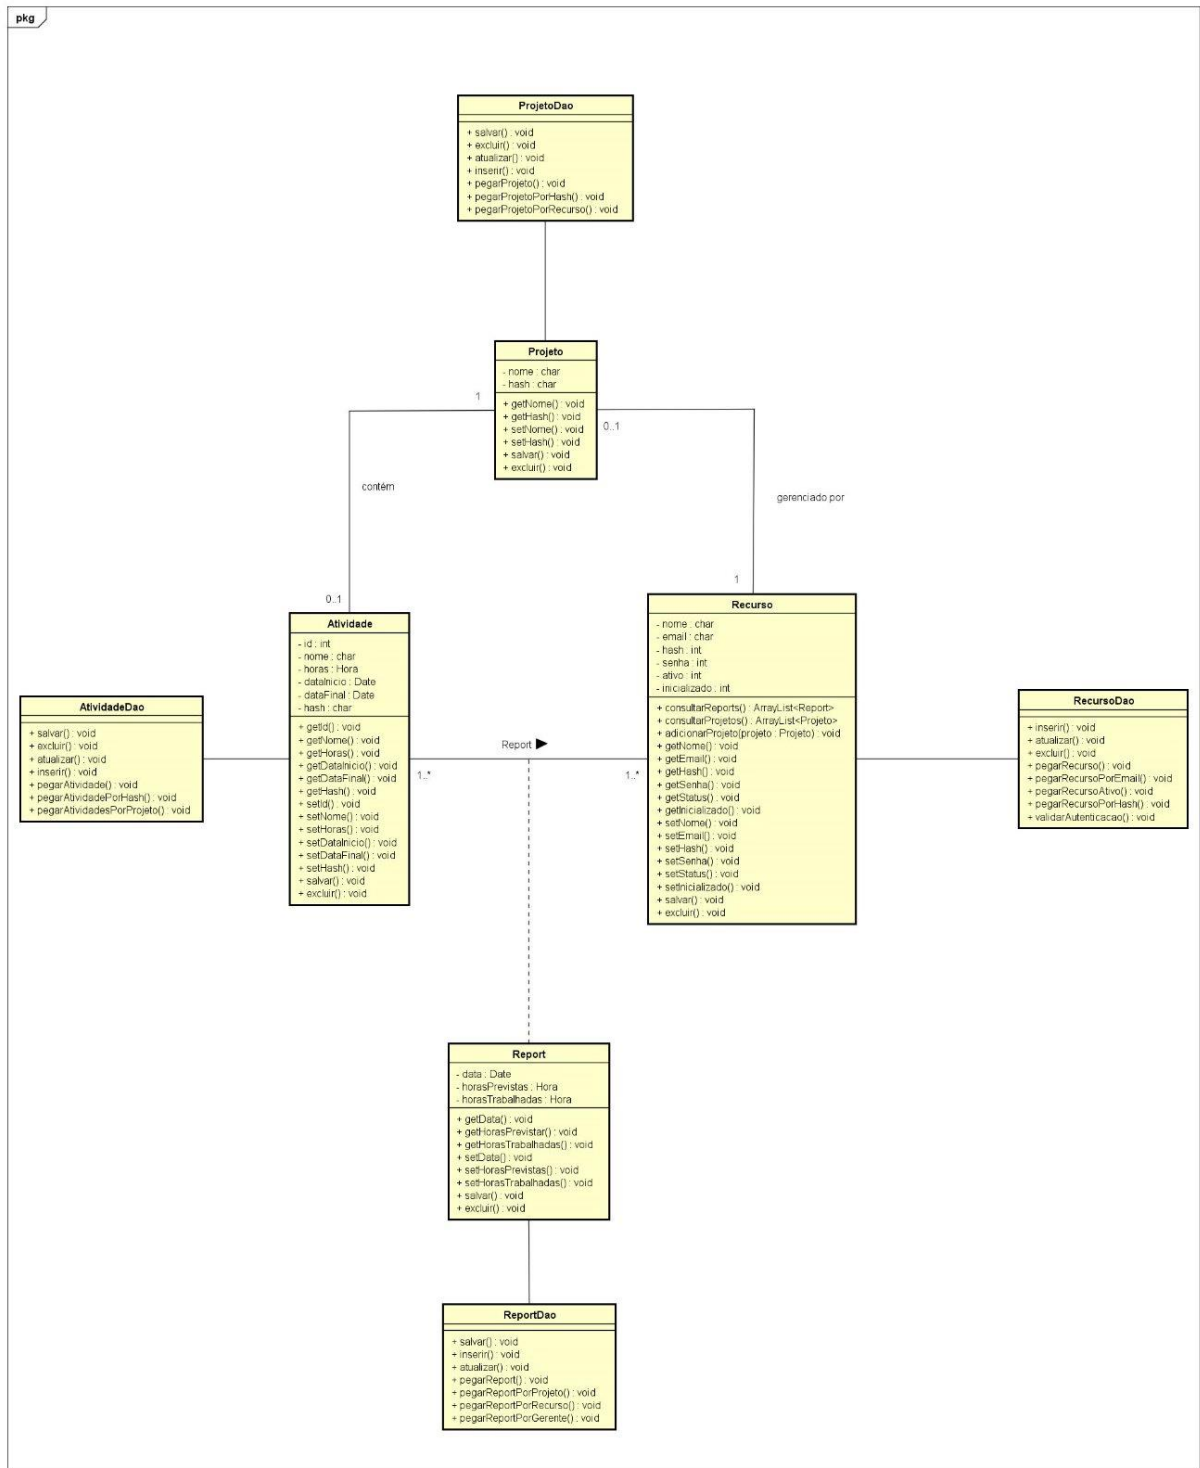 pkg
ProjetoDao
+ salvar() : void
+ excluir() : void
+ atualizar() : void
+ inserir() : void
+ pegarProjeto() : void
+ pegarProjetoPorHash() : void
+ pegarProjetoPorRecurso() : void
Projeto
- nome : char
- hash : char
+ getNome() : void
+ getHash() : void
+ setNome() : void
+ setHash() : void
+ salvar() : void
+ excluir() : void
1
0..1
contém
gerenciado por
0..1
1
Atividade
- id : int
- nome : char
- horas : Hora
- dataInicio : Date
- dataFinal : Date
- hash : char
+ getId() : void
+ getNome() : void
+ getHoras() : void
+ getDataInicio() : void
+ getDataFinal() : void
+ getHash() : void
+ setId() : void
+ setNome() : void
+ setHoras() : void
+ setDataInicio() : void
+ setDataFinal() : void
+ setHash() : void
+ salvar() : void
+ excluir() : void
Recurso
- nome : char
- email : char
- hash : int
- senha : int
- ativo : int
- inicializado : int
+ consultarReports() : ArrayList<Report>
+ consultarProjetos() : ArrayList<Projeto>
+ adicionarProjeto(projeto : Projeto) : void
+ getNome() : void
+ getEmail() : void
+ getHash() : void
+ getSenha() : void
+ getStatus() : void
+ getInicializado() : void
+ setNome() : void
+ setEmail() : void
+ setHash() : void
+ setSenha() : void
+ setStatus() : void
+ setInicializado() : void
+ salvar() : void
+ excluir() : void
AtividadeDao
+ salvar() : void
+ excluir() : void
+ atualizar() : void
+ inserir() : void
+ pegarAtividade() : void
+ pegarAtividadePorHash() : void
+ pegarAtividadesPorProjeto() : void
RecursoDao
+ inserir() : void
+ atualizar() : void
+ excluir() : void
+ pegarRecurso() : void
+ pegarRecursoPorEmail() : void
+ pegarRecursoAtivo() : void
+ pegarRecursoPorHash() : void
+ validarAutenticacao() : void
Report ►
1..*
1..*
Report
- data : Date
- horasPrevistas : Hora
- horasTrabalhadas : Hora
+ getData() : void
+ getHorasPrevistar() : void
+ getHorasTrabalhadas() : void
+ setData() : void
+ setHorasPrevistas() : void
+ setHorasTrabalhadas() : void
+ salvar() : void
+ excluir() : void
ReportDao
+ salvar() : void
+ inserir() : void
+ atualizar() : void
+ pegarReport() : void
+ pegarReportPorProjeto() : void
+ pegarReportPorRecurso() : void
+ pegarReportPorGerente() : void